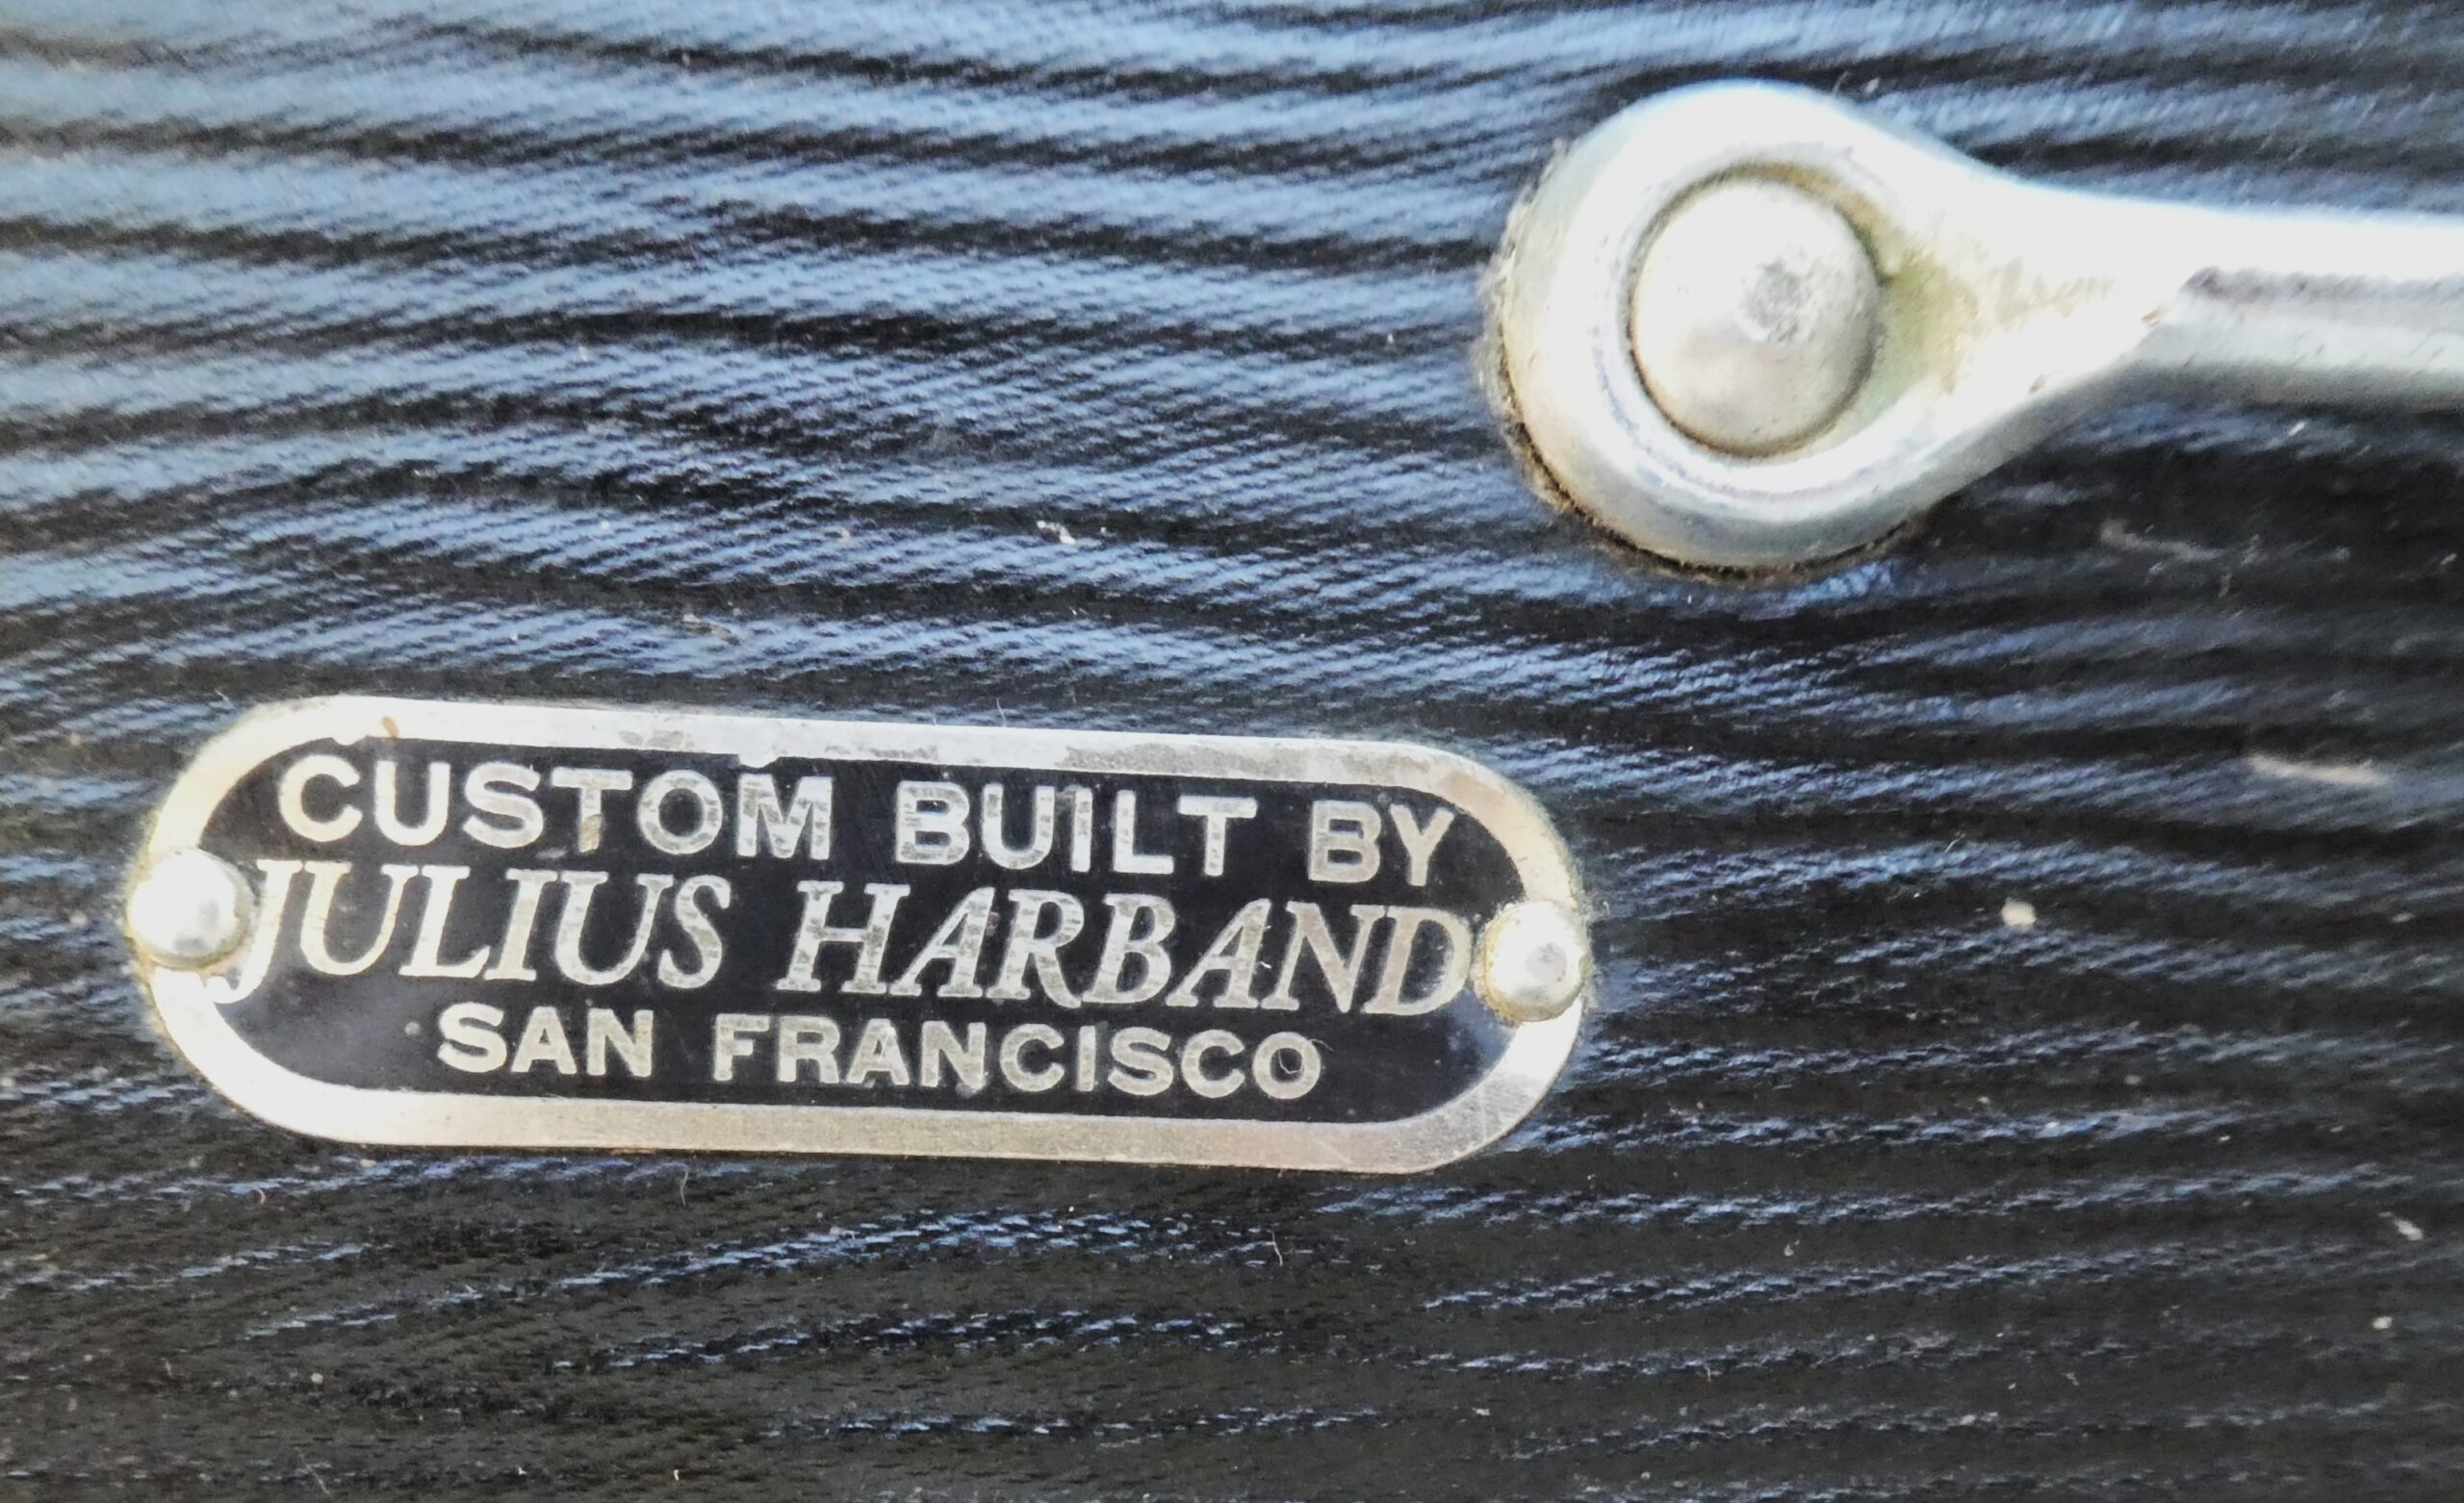 CUSTOM BUILT BY
JULIUS HARBAND
SAN FRANCISCO